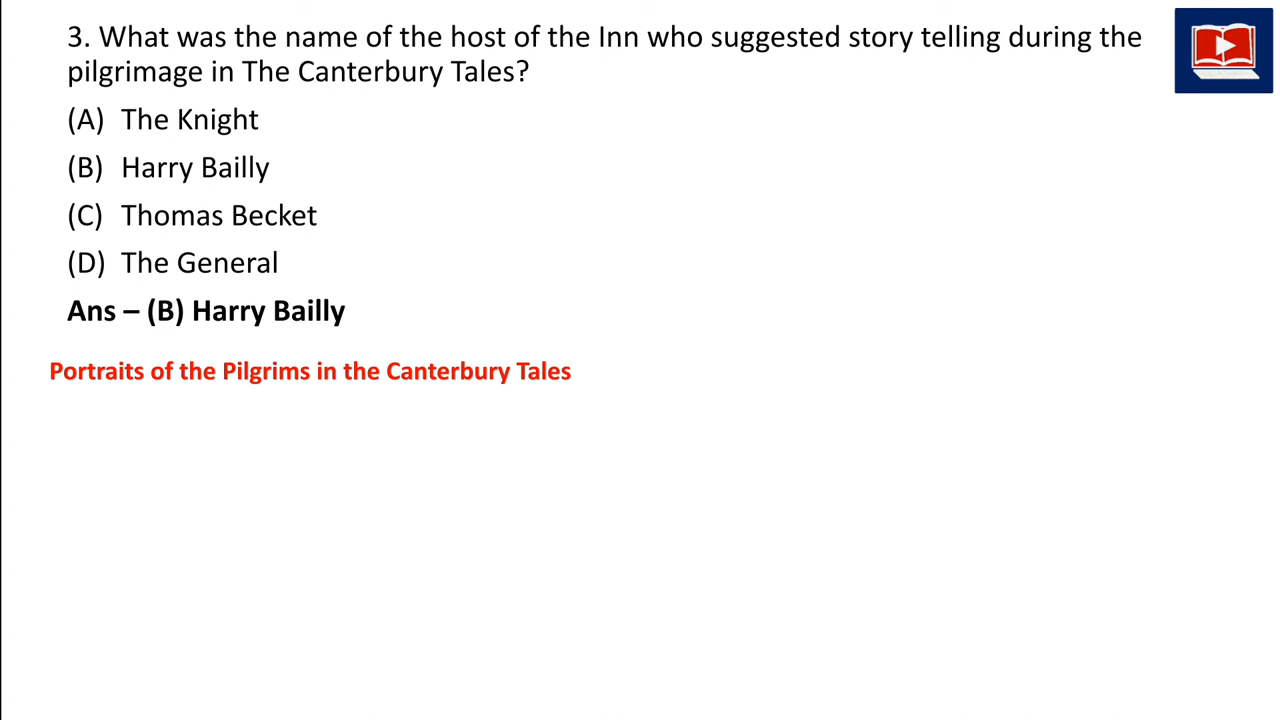 3. What was the name of the host of the Inn who suggested story telling during the
pilgrimage in The Canterbury Tales?
(A) The Knight
(B) Harry Bailly
(C) Thomas Becket
(D) The General
Ans – (B) Harry Bailly
Portraits of the Pilgrims in the Canterbury Tales